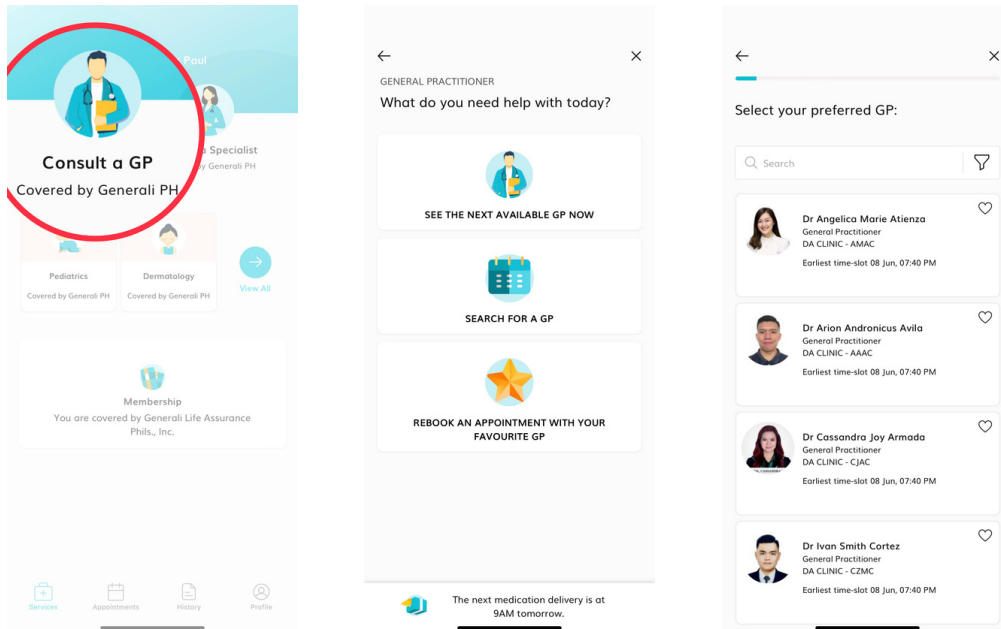 Paul
Consult a GP
Covered by Generali PH
a Specialist
by Generali PH
Pediatrics
Covered by Generali PH
Dermatology
Covered by Generali PH
View All
Membership
You are covered by Generali Life Assurance
Phils., Inc.
Services
Appointments
History
Profile
GENERAL PRACTITIONER
What do you need help with today?
SEE THE NEXT AVAILABLE GP NOW
SEARCH FOR A GP
REBOOK AN APPOINTMENT WITH YOUR
FAVOURITE GP
The next medication delivery is at
9AM tomorrow.
Select your preferred GP:
Search
Dr Angelica Marie Atienza
General Practitioner
DA CLINIC - AMAC
Earliest time-slot 08 Jun, 07:40 PM
Dr Arion Andronicus Avila
General Practitioner
DA CLINIC - AAAC
Earliest time-slot 08 Jun, 07:40 PM
Dr Cassandra Joy Armada
General Practitioner
DA CLINIC - CJAC
Earliest time-slot 08 Jun, 07:40 PM
Dr Ivan Smith Cortez
General Practitioner
DA CLINIC - CZMC
Earliest time-slot 08 Jun, 07:40 PM